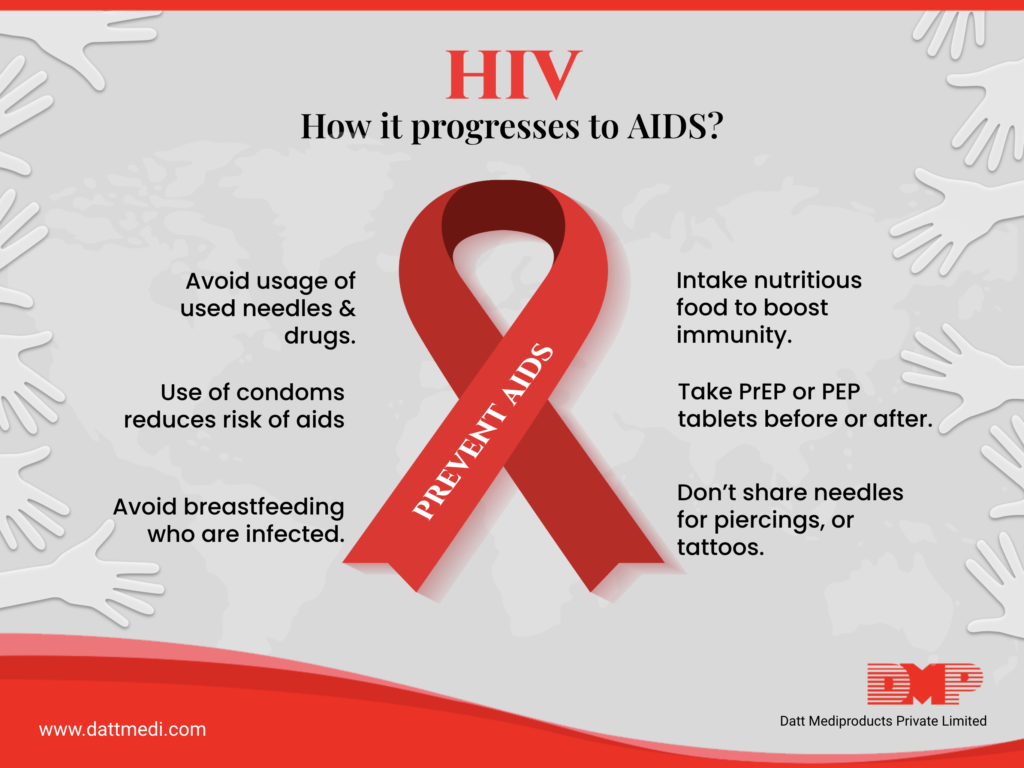 HIV
How it progresses to AIDS?
Avoid usage of
used needles &
drugs.
Use of condoms
reduces risk of aids
Avoid breastfeeding
who are infected.
PREVENT AIDS
Intake nutritious
food to boost
immunity.
Take PrEP or PEP
tablets before or after.
Don’t share needles
for piercings, or
tattoos.
www.dattmedi.com
DMP
Datt Mediproducts Private Limited